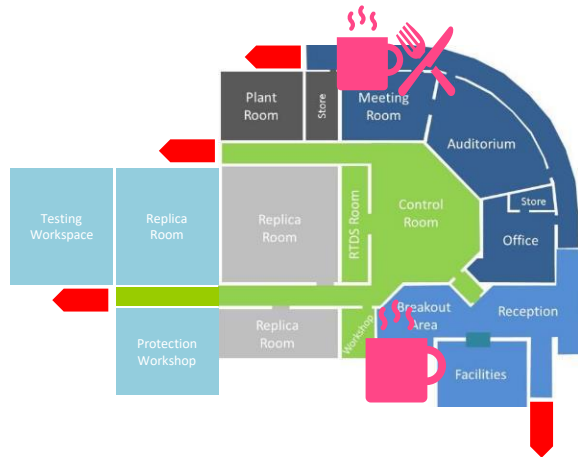 Plant
Room
Store
Meeting
Room
Auditorium
Testing
Workspace
Replica
Room
Replica
Room
RTDS Room
Control
Room
Store
Office
Breakout
Area
Reception
Replica
Room
Workshop
Protection
Workshop
Facilities